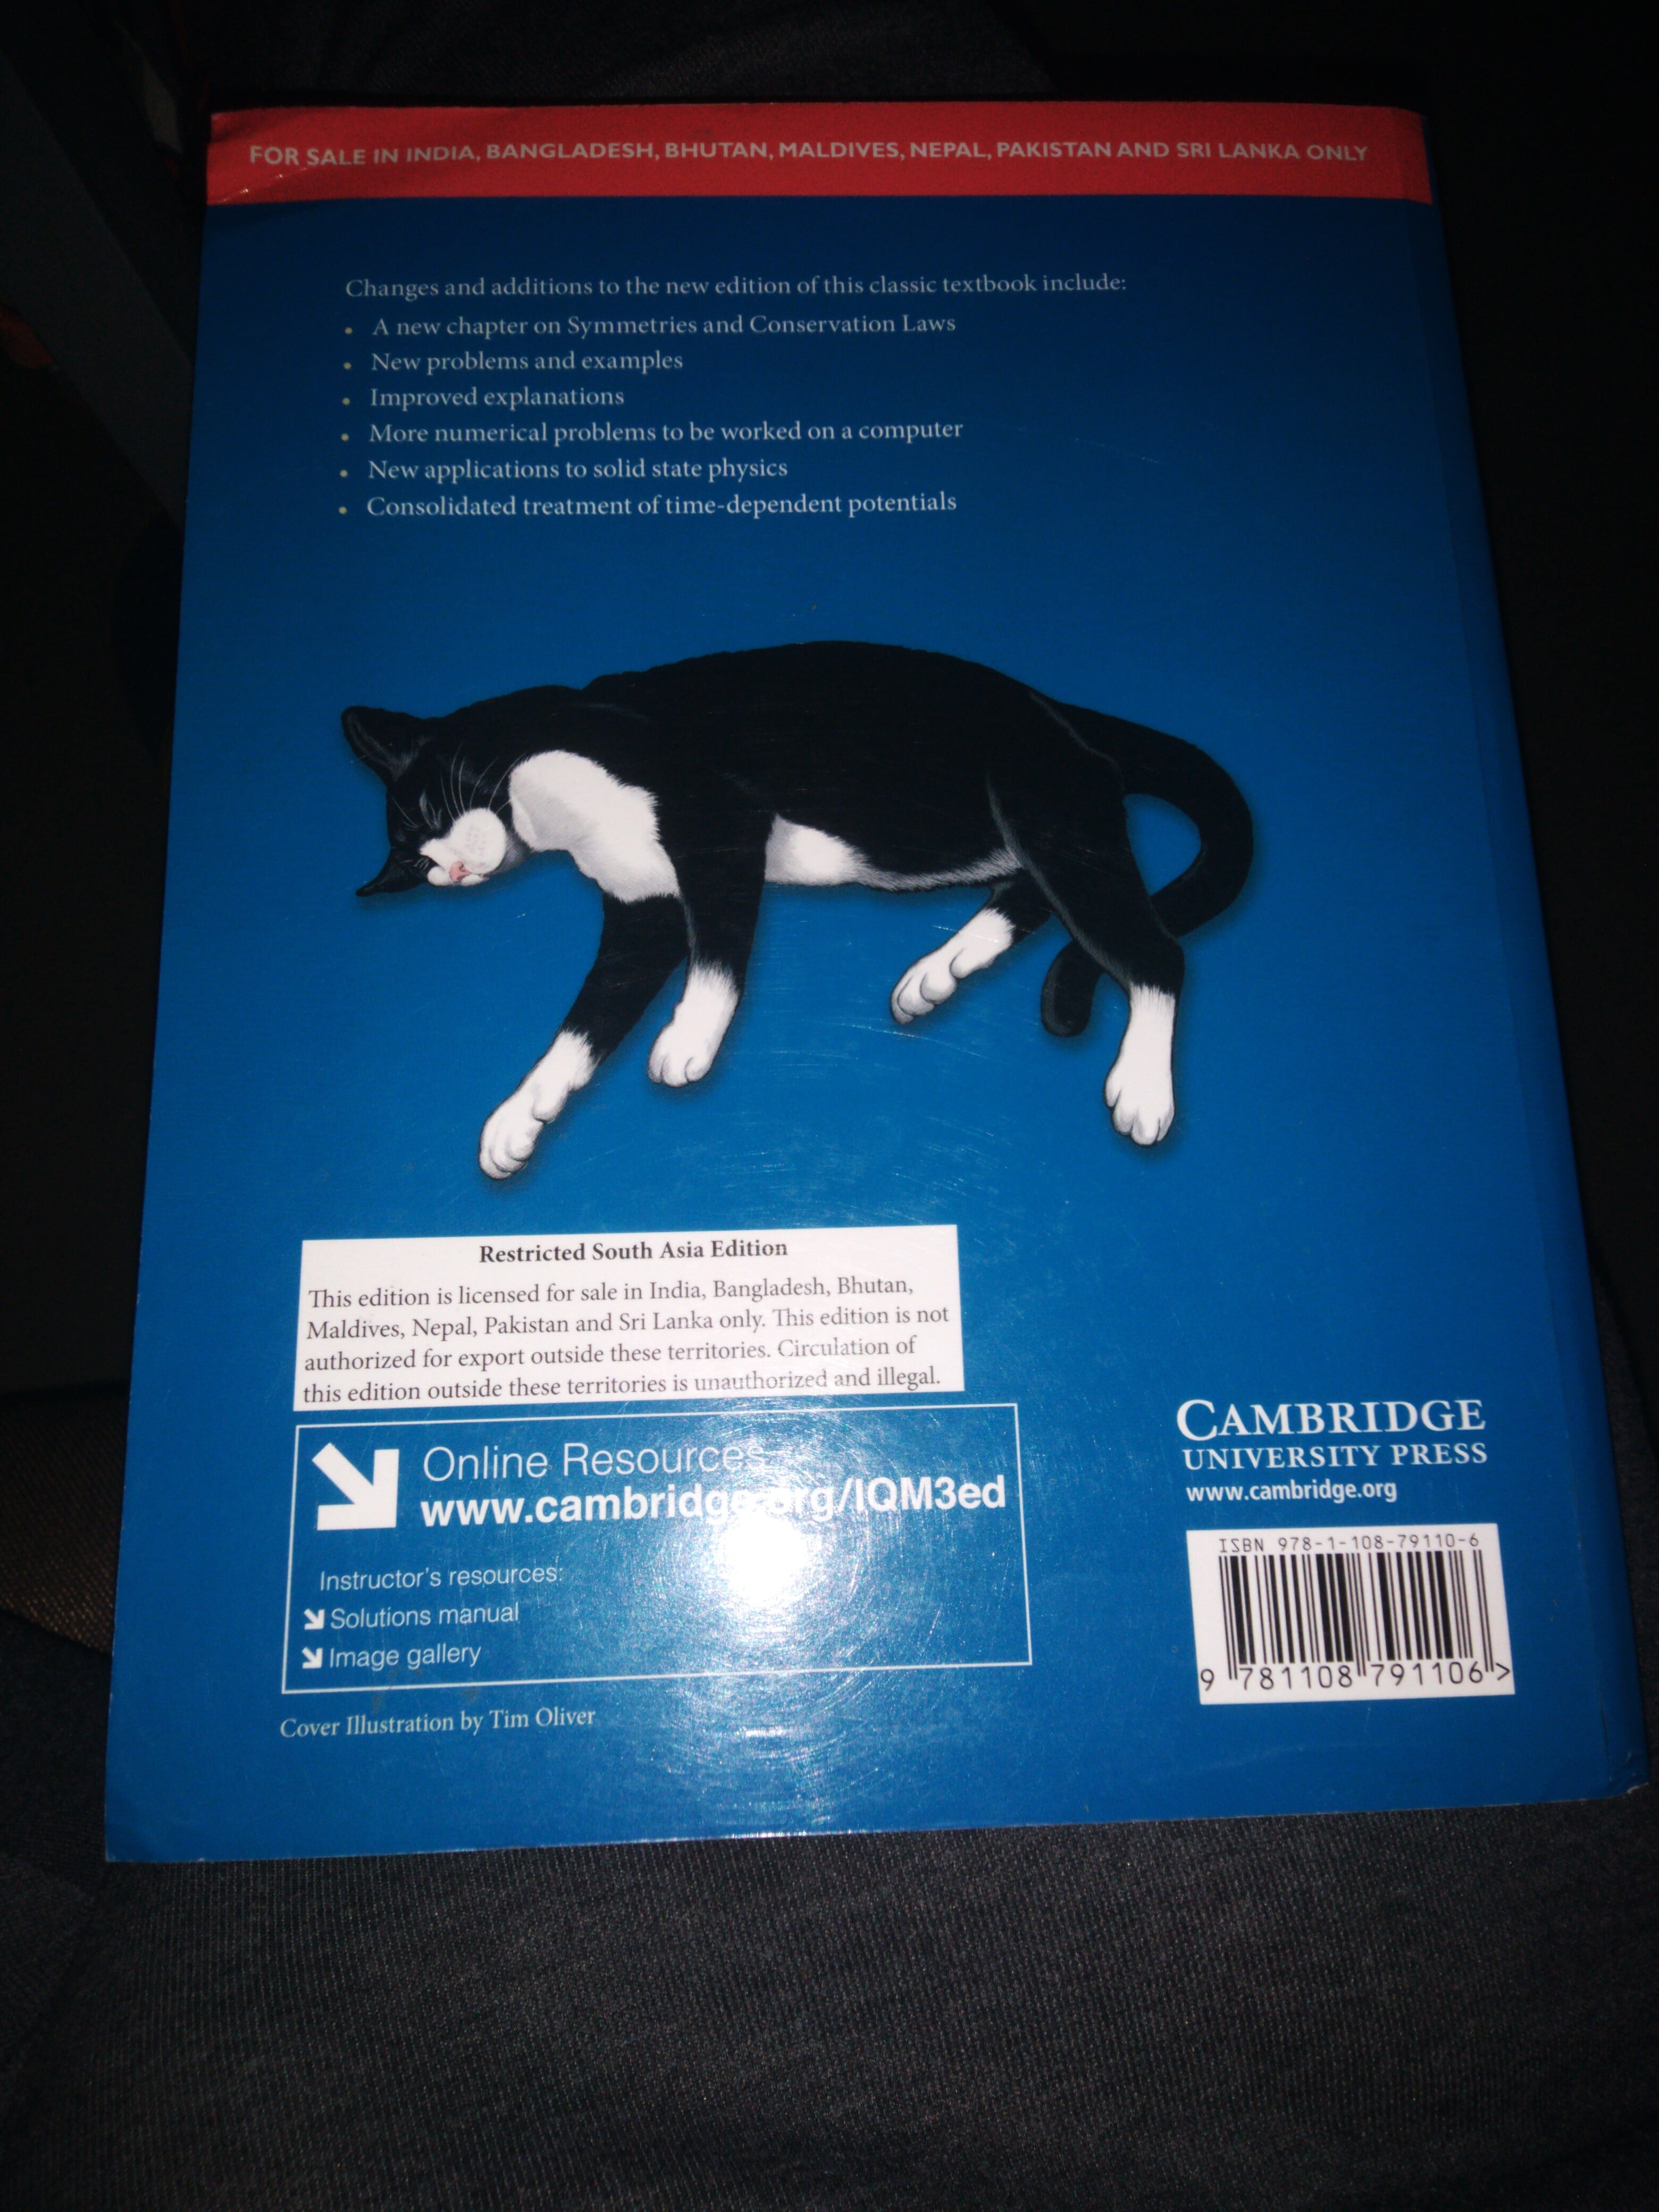 FOR SALE IN INDIA, BANGLADESH, BHUTAN, MALDIVES, NEPAL, PAKISTAN AND SRI LANKA ONLY
Changes and additions to the new edition of this classic textbook include:
• A new chapter on Symmetries and Conservation Laws
• New problems and examples
• Improved explanations
• More numerical problems to be worked on a computer
• New applications to solid state physics
• Consolidated treatment of time-dependent potentials
Restricted South Asia Edition
This edition is licensed for sale in India, Bangladesh, Bhutan,
Maldives, Nepal, Pakistan and Sri Lanka only. This edition is not
authorized for export outside these territories. Circulation of
this edition outside these territories is unauthorized and illegal.
Online Resources
www.cambridge.org/IQM3ed
Instructor's resources:
Solutions manual
Image gallery
Cover Illustration by Tim Oliver
CAMBRIDGE
UNIVERSITY PRESS
www.cambridge.org
ISBN 978-1-108-79110-6
9 781108 791106 >